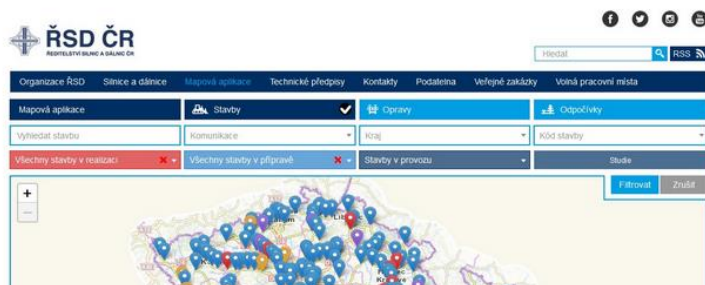 ŘSD ČR
ŘEDITELSTVÍ SILNIC A DÁLNIC ČR
Hledat
RSS
Organizace ŘSD Silnice a dálnice Mapová aplikace Technické předpisy Kontakty Podatelna Veřejné zakázky Volná pracovní místa
Mapová aplikace Stavby Opravy Odpočívky
Vyhledat stavbu Komunikace Kraj Kód stavby
Všechny stavby v realizaci Všechny stavby v přípravě Stavby v provozu Studie
Filtrovat Zrušit
+
-